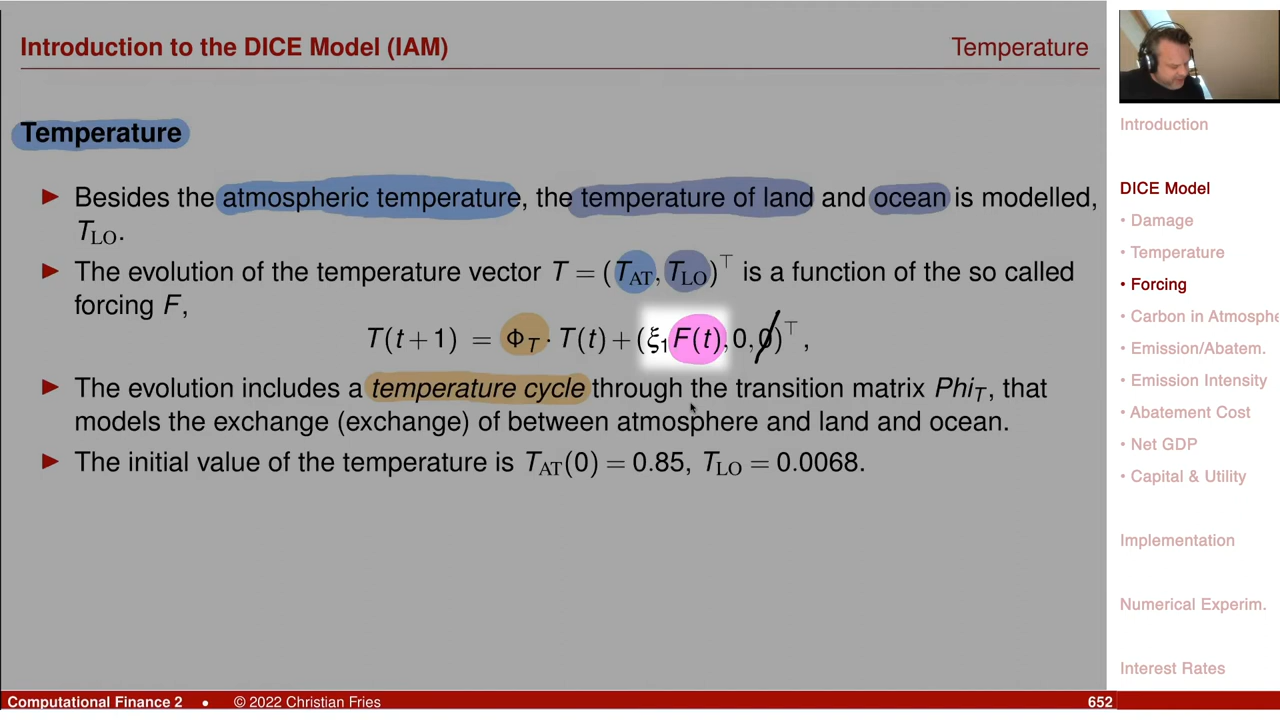 Introduction to the DICE Model (IAM)
Temperature
Temperature
▶ Besides the atmospheric temperature, the temperature of land and ocean is modelled,
T_LO.
▶ The evolution of the temperature vector T = (T_AT, T_LO)^⊤ is a function of the so called
forcing F,
T(t+1) = Φ_T · T(t) + (ξ_1 F(t), 0, 0)^⊤,
▶ The evolution includes a temperature cycle through the transition matrix Phi_T, that
models the exchange (exchange) of between atmosphere and land and ocean.
▶ The initial value of the temperature is T_AT(0) = 0.85, T_LO = 0.0068.
Computational Finance 2 • © 2022 Christian Fries
652
Introduction
DICE Model
• Damage
• Temperature
• Forcing
• Carbon in Atmosphe
• Emission/Abatem.
• Emission Intensity
• Abatement Cost
• Net GDP
• Capital & Utility
Implementation
Numerical Experim.
Interest Rates